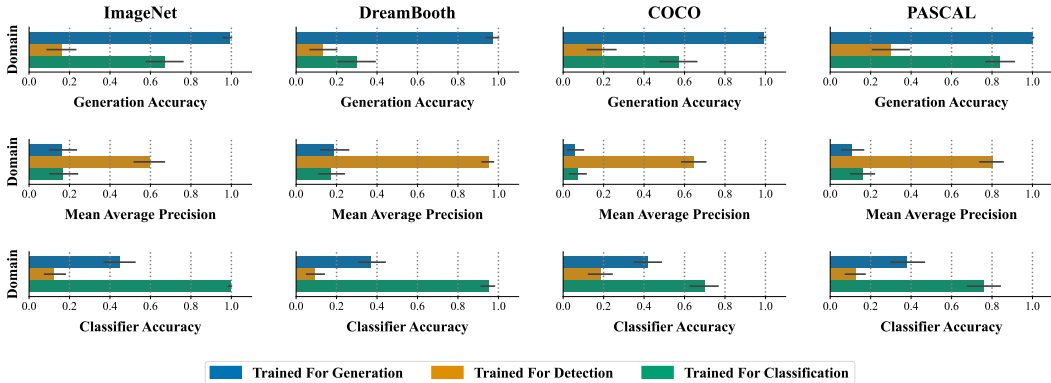 ImageNet DreamBooth COCO PASCAL
Domain
0.0 0.2 0.4 0.6 0.8 1.0 0.0 0.2 0.4 0.6 0.8 1.0 0.0 0.2 0.4 0.6 0.8 1.0 0.0 0.2 0.4 0.6 0.8 1.0
Generation Accuracy Generation Accuracy Generation Accuracy Generation Accuracy
Domain
0.0 0.2 0.4 0.6 0.8 1.0 0.0 0.2 0.4 0.6 0.8 1.0 0.0 0.2 0.4 0.6 0.8 1.0 0.0 0.2 0.4 0.6 0.8 1.0
Mean Average Precision Mean Average Precision Mean Average Precision Mean Average Precision
Domain
0.0 0.2 0.4 0.6 0.8 1.0 0.0 0.2 0.4 0.6 0.8 1.0 0.0 0.2 0.4 0.6 0.8 1.0 0.0 0.2 0.4 0.6 0.8 1.0
Classifier Accuracy Classifier Accuracy Classifier Accuracy Classifier Accuracy
Trained For Generation Trained For Detection Trained For Classification